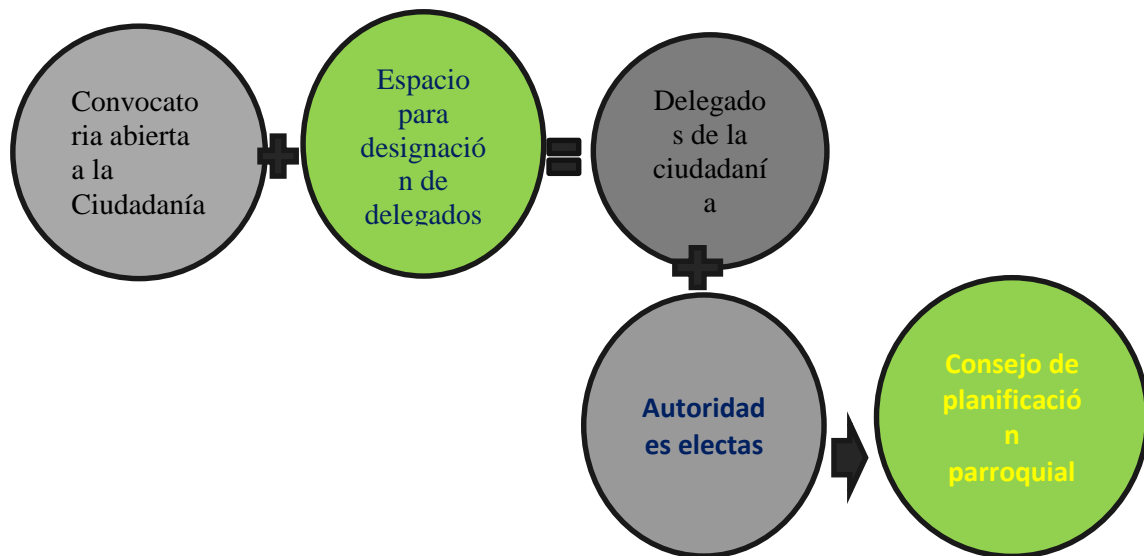 Convocato
ria abierta
a la
Ciudadanía
Espacio
para
designació
n de
delegados
Delegado
s de la
ciudadaní
a
Autoridad
es electas
Consejo de
planificació
n
parroquial